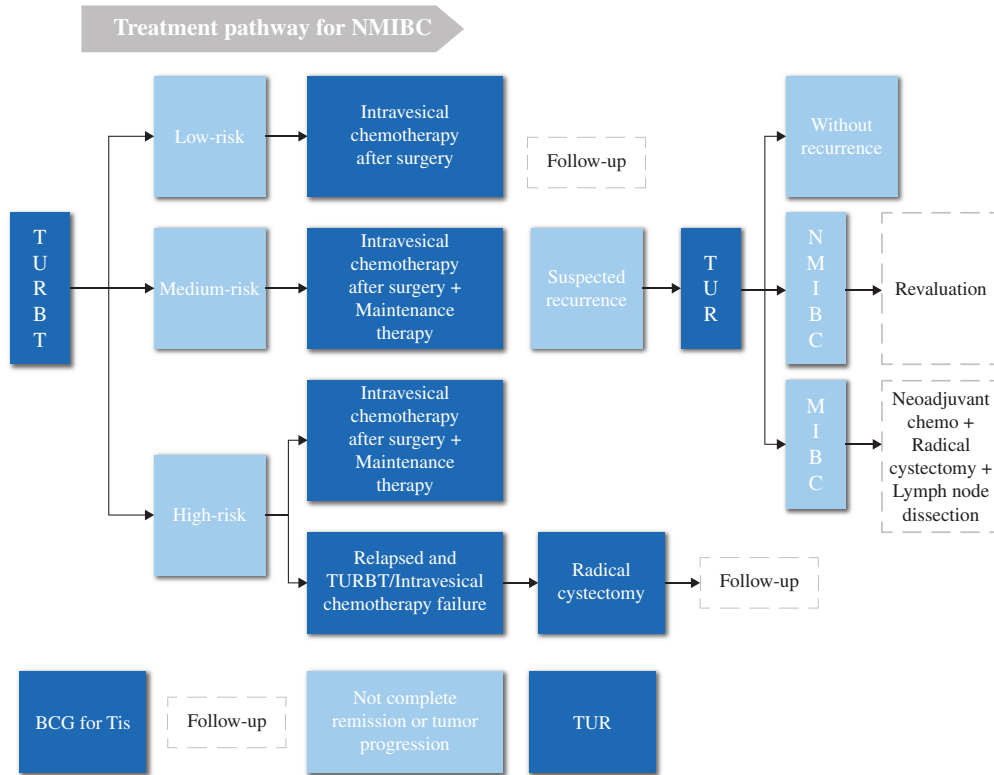 Treatment pathway for NMIBC
T
U
R
B
T
Low-risk
Intravesical
chemotherapy
after surgery
Follow-up
Medium-risk
Intravesical
chemotherapy
after surgery +
Maintenance
therapy
High-risk
Intravesical
chemotherapy
after surgery +
Maintenance
therapy
Relapsed and
TURBT/Intravesical
chemotherapy failure
Radical
cystectomy
Follow-up
Suspected
recurrence
T
U
R
Without
recurrence
N
M
I
B
C
Revaluation
M
I
B
C
Neoadjuvant
chemo +
Radical
cystectomy +
Lymph node
dissection
BCG for Tis
Follow-up
Not complete
remission or tumor
progression
TUR